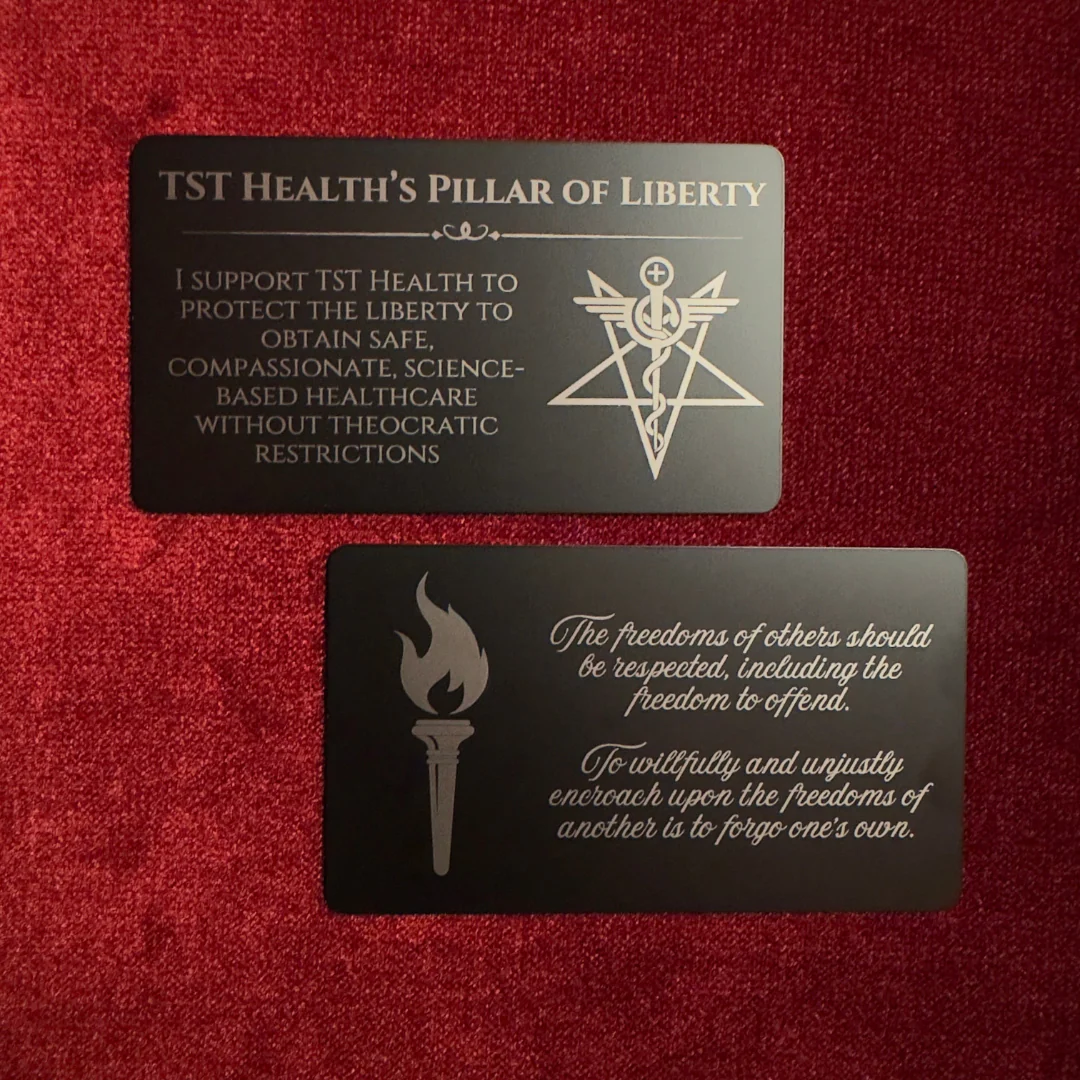 TST Health's Pillar of Liberty
I support TST Health to
protect the liberty to
obtain safe,
compassionate, science-
based healthcare
without theocratic
restrictions
The freedoms of others should
be respected, including the
freedom to offend.
To willfully and unjustly
encroach upon the freedoms of
another is to forgo one's own.